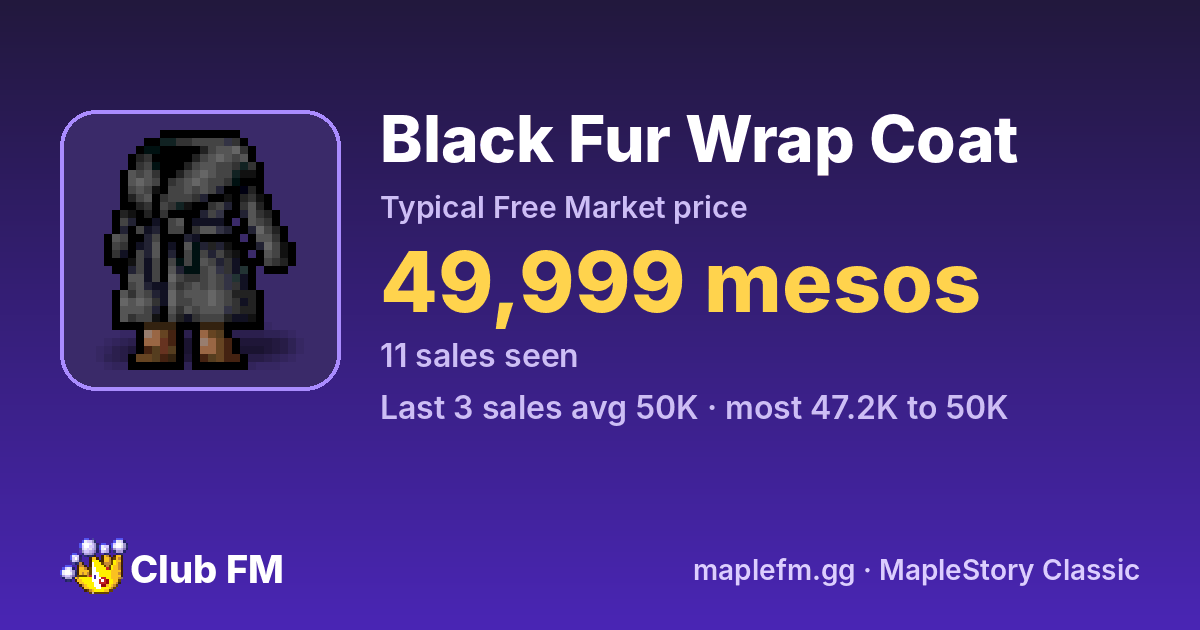 Black Fur Wrap Coat
Typical Free Market price
49,999 mesos
11 sales seen
Last 3 sales avg 50K · most 47.2K to 50K
Club FM
maplefm.gg · MapleStory Classic